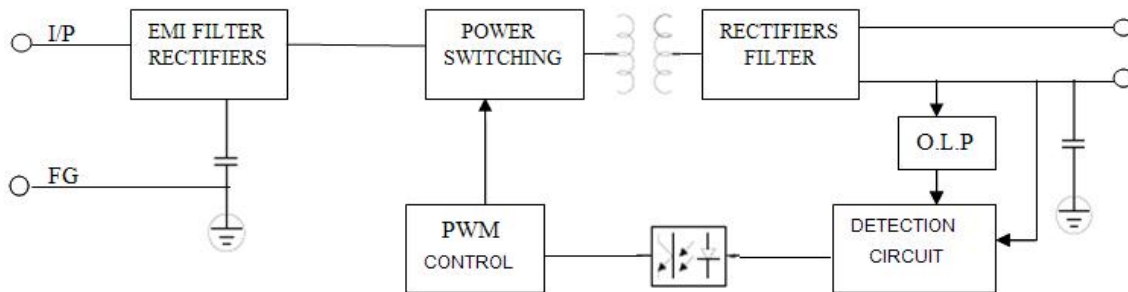 I/P
EMI FILTER
RECTIFIERS
POWER
SWITCHING
RECTIFIERS
FILTER
O.L.P
FG
PWM
CONTROL
DETECTION
CIRCUIT